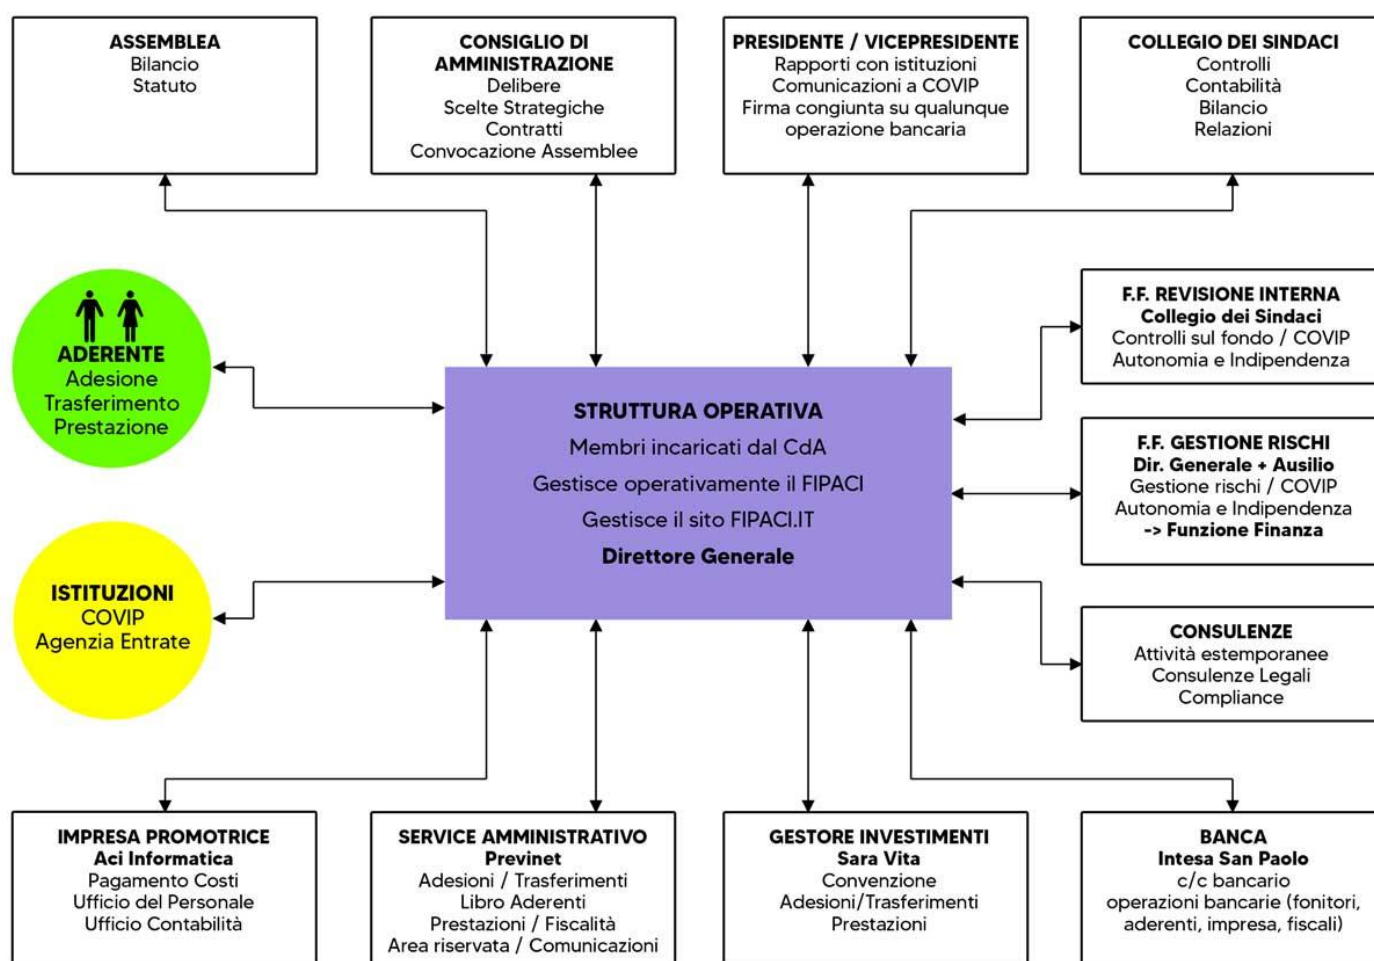 ASSEMBLEA
Bilancio
Statuto
CONSIGLIO DI
AMMINISTRAZIONE
Delibere
Scelte Strategiche
Contratti
Convocazione Assemblee
PRESIDENTE / VICEPRESIDENTE
Rapporti con istituzioni
Comunicazioni a COVIP
Firma congiunta su qualunque
operazione bancaria
COLLEGIO DEI SINDACI
Controlli
Contabilità
Bilancio
Relazioni
ADERENTE
Adesione
Trasferimento
Prestazione
ISTITUZIONI
COVIP
Agenzia Entrate
STRUTTURA OPERATIVA
Membri incaricati dal CdA
Gestisce operativamente il FIPACI
Gestisce il sito FIPACI.IT
Direttore Generale
F.F. REVISIONE INTERNA
Collegio dei Sindaci
Controlli sul fondo / COVIP
Autonomia e Indipendenza
F.F. GESTIONE RISCHI
Dir. Generale + Ausilio
Gestione rischi / COVIP
Autonomia e Indipendenza
-> Funzione Finanza
CONSULENZE
Attività estemporanee
Consulenze Legali
Compliance
IMPRESA PROMOTRICE
Aci Informatica
Pagamento Costi
Ufficio del Personale
Ufficio Contabilità
SERVICE AMMINISTRATIVO
Previnet
Adesioni / Trasferimenti
Libro Aderenti
Prestazioni / Fiscalità
Area riservata / Comunicazioni
GESTORE INVESTIMENTI
Sara Vita
Convenzione
Adesioni/Trasferimenti
Prestazioni
BANCA
Intesa San Paolo
c/c bancario
operazioni bancarie (fonitori,
aderenti, impresa, fiscali)